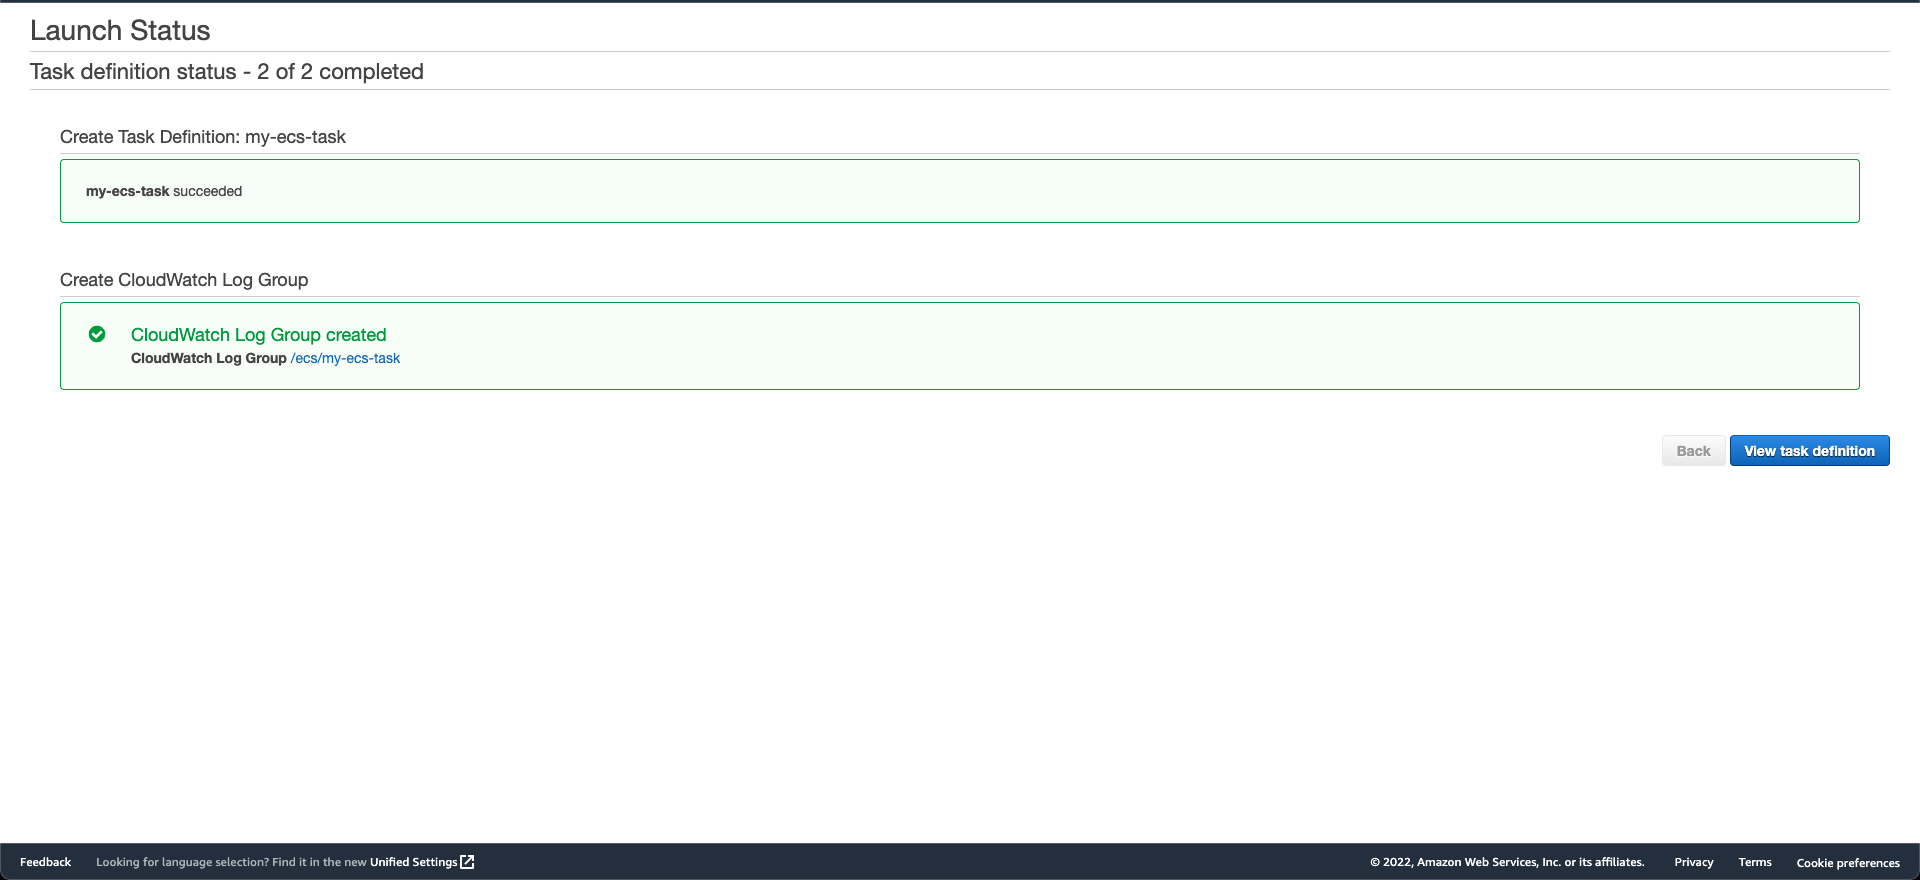 Launch Status
Task definition status - 2 of 2 completed
Create Task Definition: my-ecs-task
my-ecs-task succeeded
Create CloudWatch Log Group
CloudWatch Log Group created
CloudWatch Log Group /ecs/my-ecs-task
Back View task definition
Feedback Looking for language selection? Find it in the new Unified Settings © 2022, Amazon Web Services, Inc. or its affiliates. Privacy Terms Cookie preferences